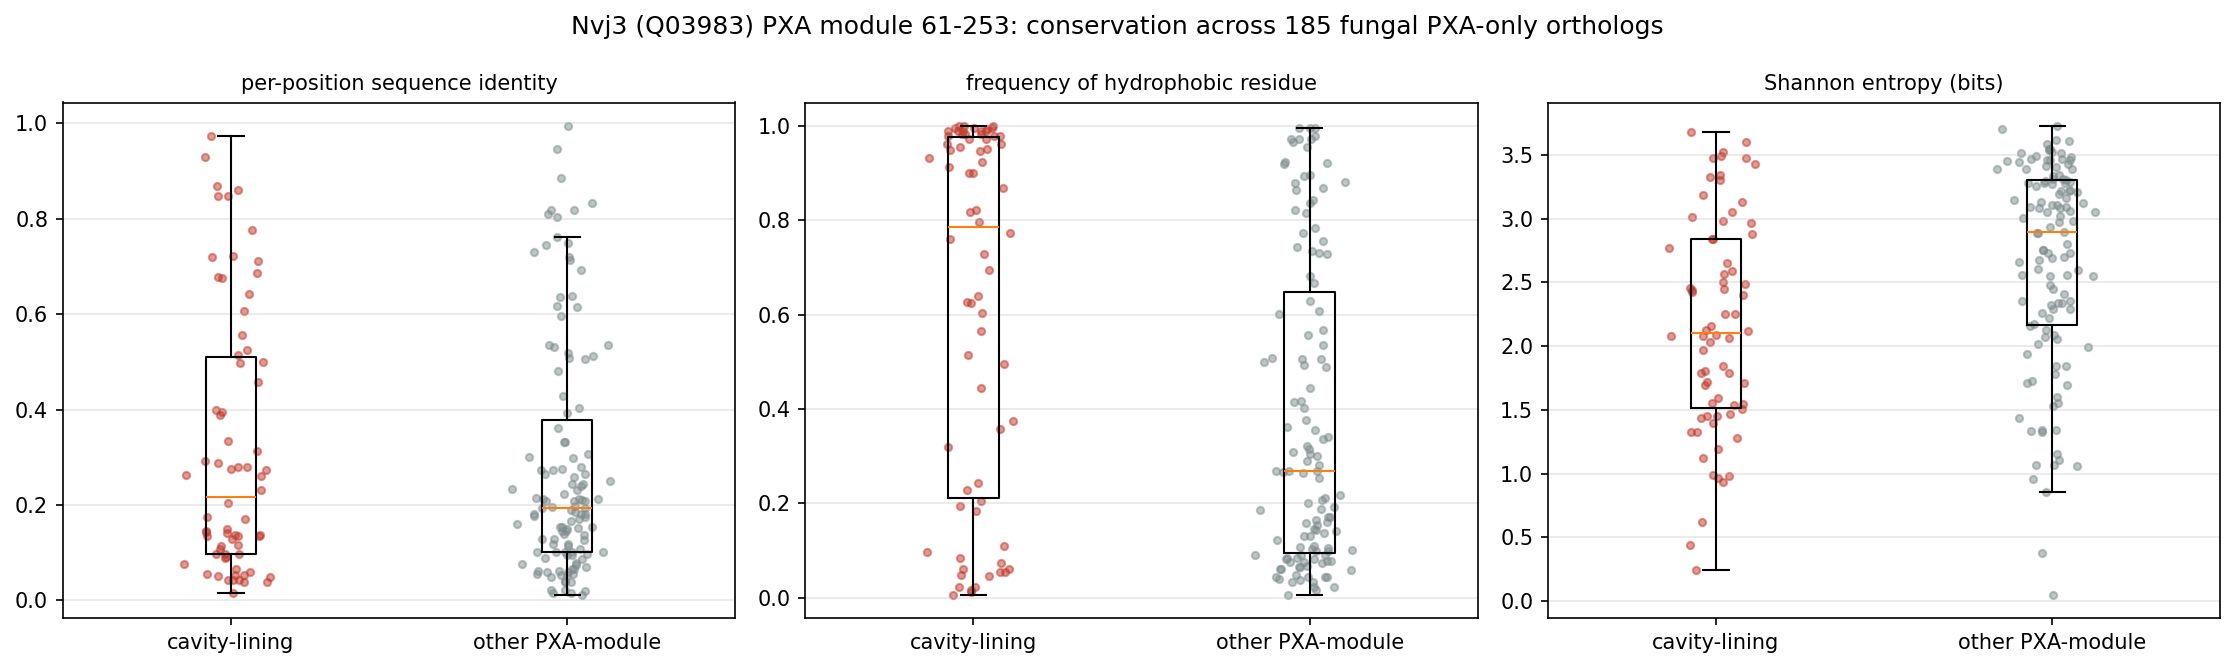 Nvj3 (Q03983) PXA module 61-253: conservation across 185 fungal PXA-only orthologs
per-position sequence identity
1.0
0.8
0.6
0.4
0.2
0.0
cavity-lining other PXA-module
frequency of hydrophobic residue
1.0
0.8
0.6
0.4
0.2
0.0
cavity-lining other PXA-module
Shannon entropy (bits)
3.5
3.0
2.5
2.0
1.5
1.0
0.5
0.0
cavity-lining other PXA-module